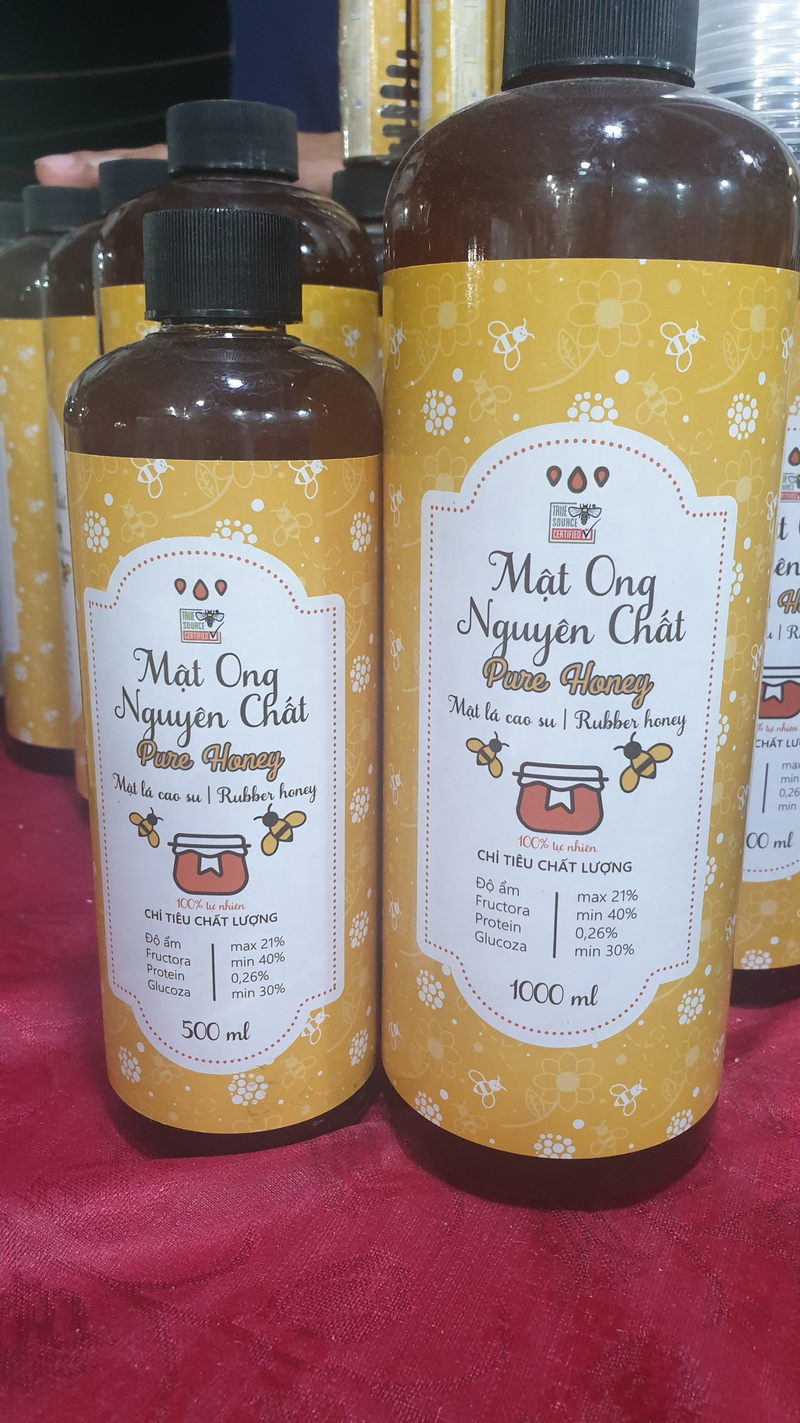 TRUE
SOURCE
CERTIFIED
Mật Ong
Nguyên Chất
Pure Honey
Mật lá cao su | Rubber honey
100% tự nhiên
CHỈ TIÊU CHẤT LƯỢNG
Độ ẩm max 21%
Fructora min 40%
Protein 0,26%
Glucoza min 30%
500 ml
TRUE
SOURCE
CERTIFIED
Mật Ong
Nguyên Chất
Pure Honey
Mật lá cao su | Rubber honey
100% tự nhiên
CHỈ TIÊU CHẤT LƯỢNG
Độ ẩm max 21%
Fructora min 40%
Protein 0,26%
Glucoza min 30%
1000 ml